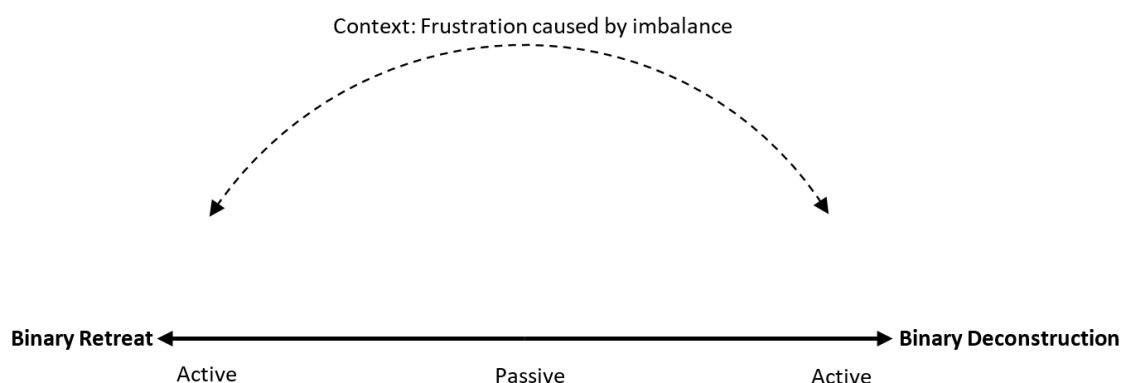 Context: Frustration caused by imbalance
Binary Retreat
Binary Deconstruction
Active
Passive
Active